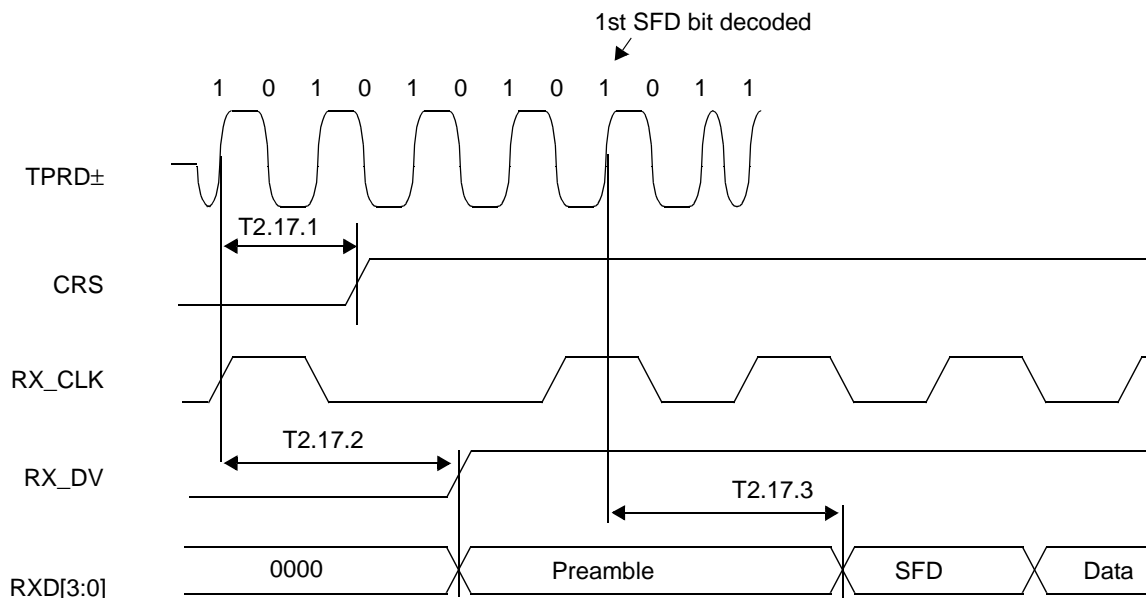 1st SFD bit decoded
1 0 1 0 1 0 1 0 1 0 1 1
TPRD±
T2.17.1
CRS
RX_CLK
T2.17.2
RX_DV
T2.17.3
0000 Preamble SFD Data
RXD[3:0]